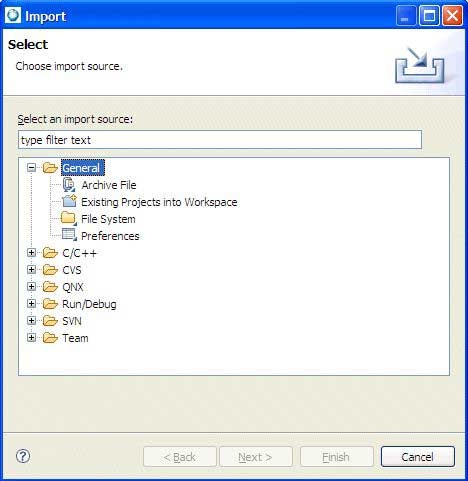 Import
Select
Choose import source.
Select an import source:
type filter text
General
Archive File
Existing Projects into Workspace
File System
Preferences
C/C++
CVS
QNX
Run/Debug
SVN
Team
? < Back Next > Finish Cancel